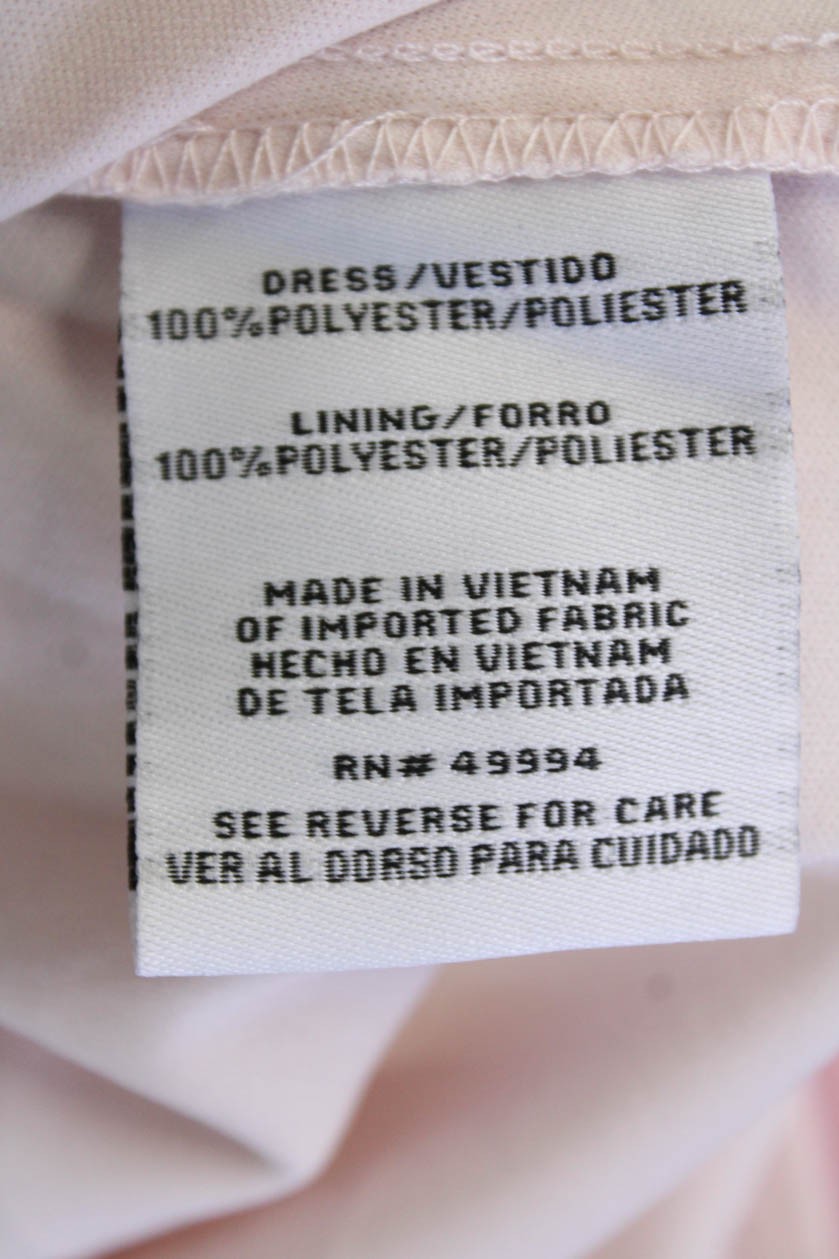 DRESS/VESTIDO
100%POLYESTER/POLIESTER
LINING/FORRO
100%POLYESTER/POLIESTER
MADE IN VIETNAM
OF IMPORTED FABRIC
HECHO EN VIETNAM
DE TELA IMPORTADA
RN# 49994
SEE REVERSE FOR CARE
VER AL DORSO PARA CUIDADO